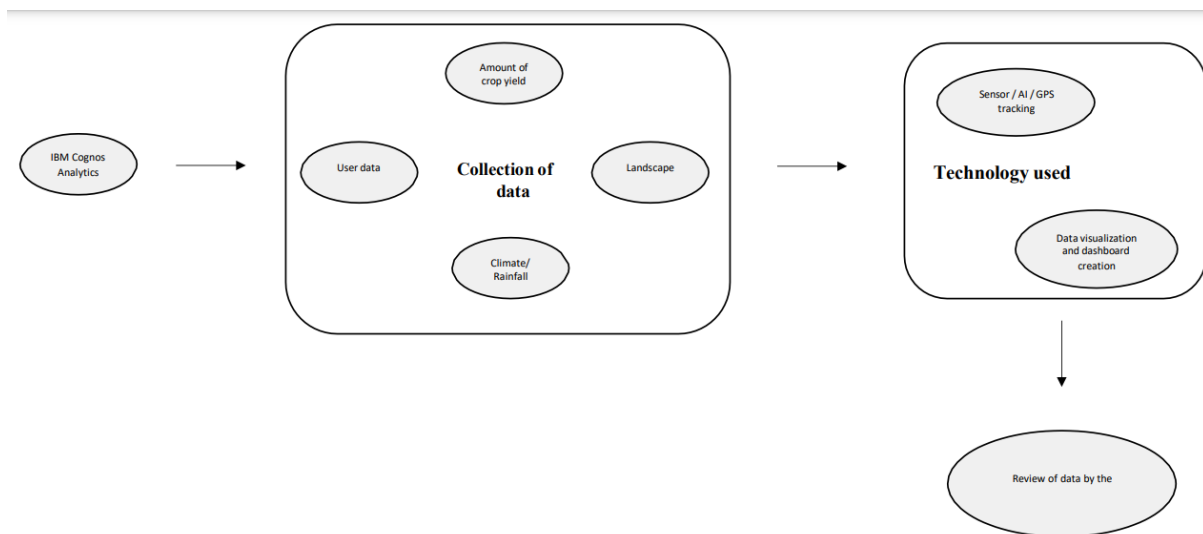 IBM Cognos
Analytics
Amount of
crop yield
User data
Collection of
data
Landscape
Climate/
Rainfall
Sensor / AI / GPS
tracking
Technology used
Data visualization
and dashboard
creation
Review of data by the